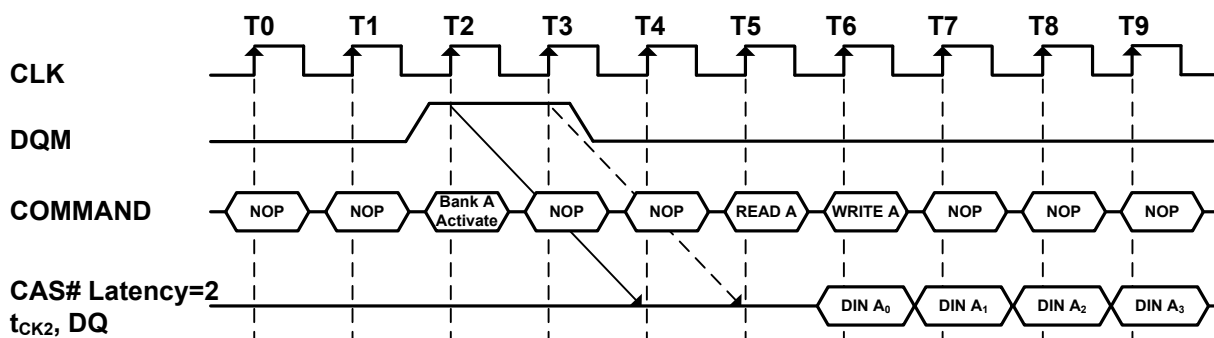 T0 T1 T2 T3 T4 T5 T6 T7 T8 T9
CLK
DQM
COMMAND NOP NOP Bank A Activate NOP NOP READ A WRITE A NOP NOP NOP
CAS# Latency=2
tCK2, DQ DIN A0 DIN A1 DIN A2 DIN A3